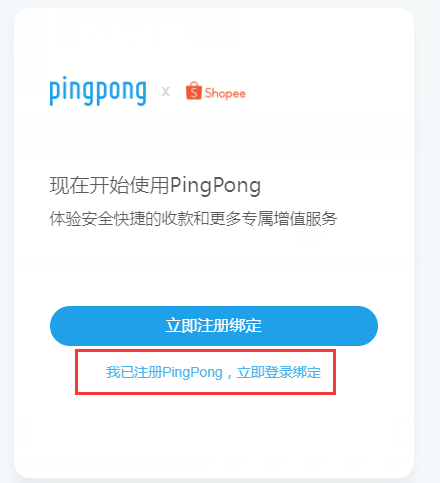 pingpong x Shopee
现在开始使用PingPong
体验安全快捷的收款和更多专属增值服务
立即注册绑定
我已注册PingPong，立即登录绑定